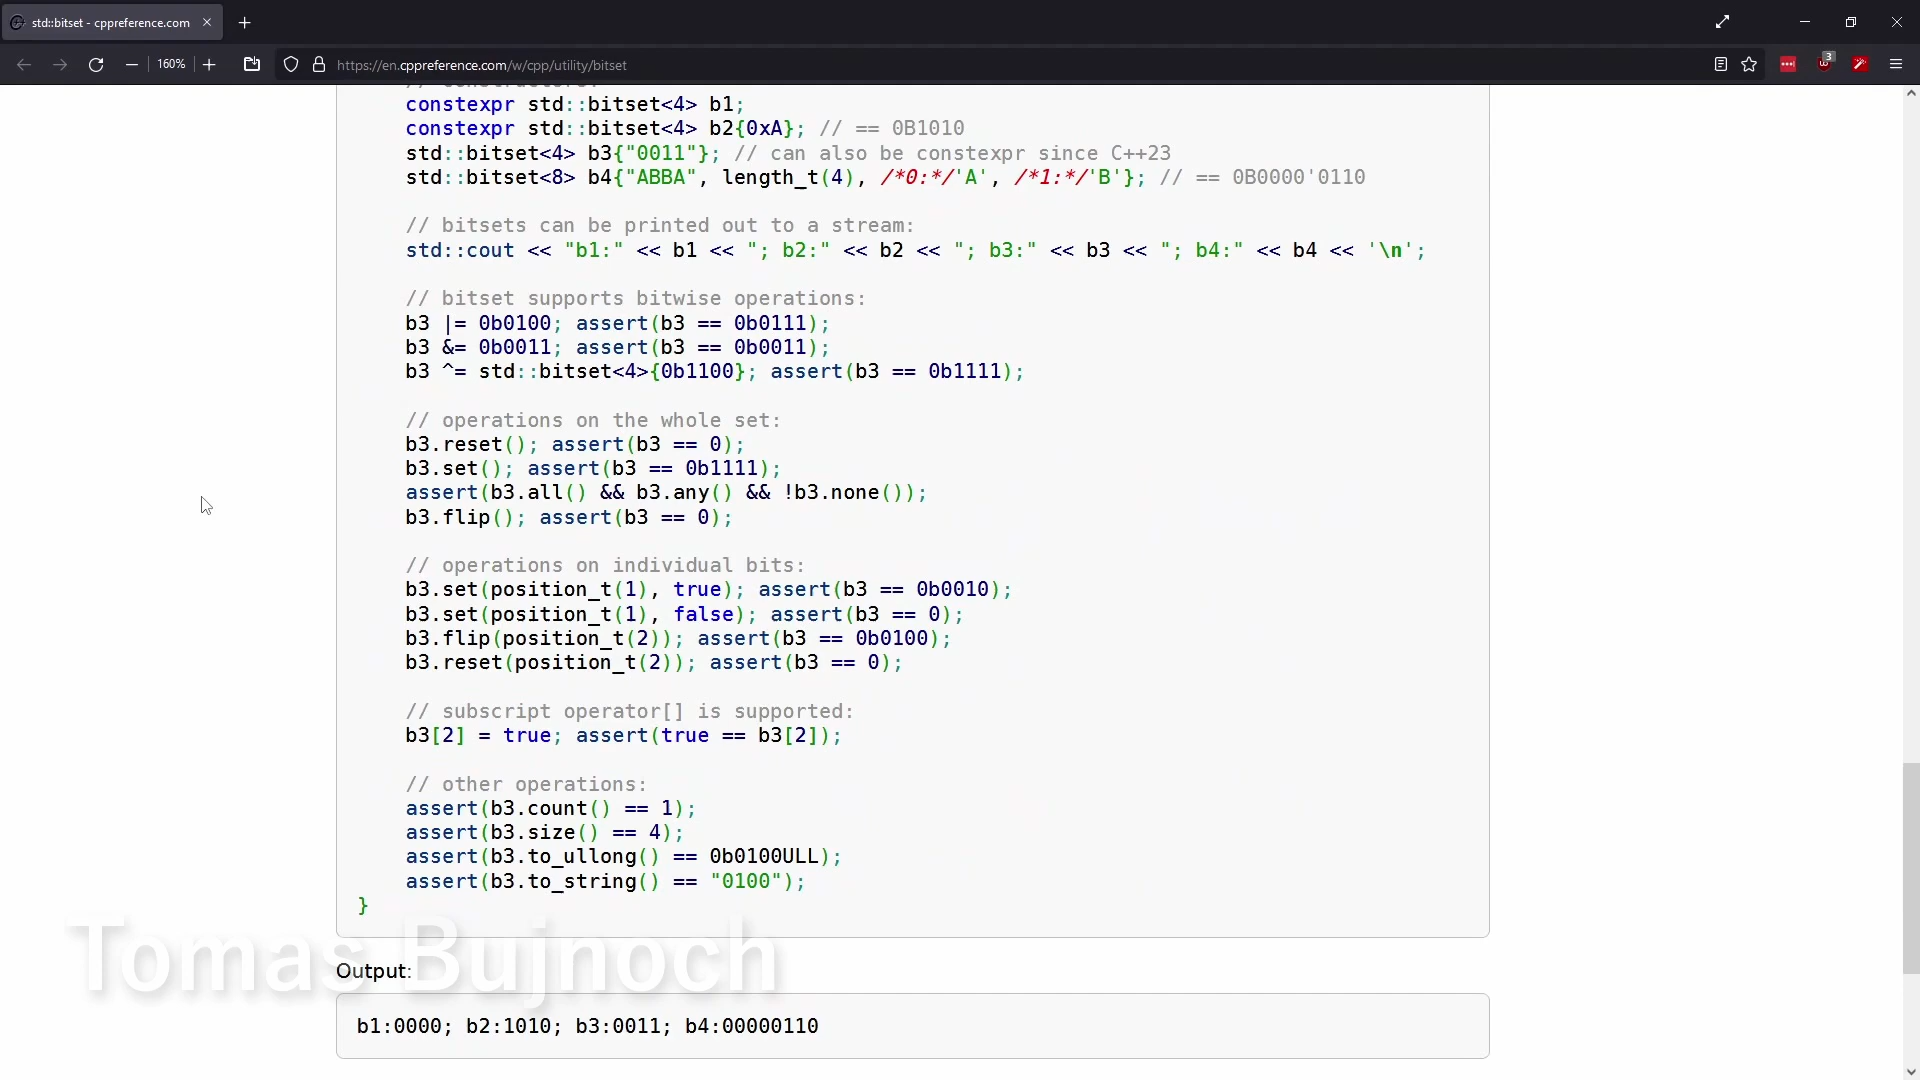 std::bitset - cppreference.com
160%
https://en.cppreference.com/w/cpp/utility/bitset
3
// constructors:
constexpr std::bitset<4> b1;
constexpr std::bitset<4> b2{0xA}; // == 0B1010
std::bitset<4> b3{"0011"}; // can also be constexpr since C++23
std::bitset<8> b4{"ABBA", length_t(4), /*0:*/'A', /*1:*/'B'}; // == 0B0000'0110
// bitsets can be printed out to a stream:
std::cout << "b1:" << b1 << "; b2:" << b2 << "; b3:" << b3 << "; b4:" << b4 << '\n';
// bitset supports bitwise operations:
b3 |= 0b0100; assert(b3 == 0b0111);
b3 &= 0b0011; assert(b3 == 0b0011);
b3 ^= std::bitset<4>{0b1100}; assert(b3 == 0b1111);
// operations on the whole set:
b3.reset(); assert(b3 == 0);
b3.set(); assert(b3 == 0b1111);
assert(b3.all() && b3.any() && !b3.none());
b3.flip(); assert(b3 == 0);
// operations on individual bits:
b3.set(position_t(1), true); assert(b3 == 0b0010);
b3.set(position_t(1), false); assert(b3 == 0);
b3.flip(position_t(2)); assert(b3 == 0b0100);
b3.reset(position_t(2)); assert(b3 == 0);
// subscript operator[] is supported:
b3[2] = true; assert(true == b3[2]);
// other operations:
assert(b3.count() == 1);
assert(b3.size() == 4);
assert(b3.to_ullong() == 0b0100ULL);
assert(b3.to_string() == "0100");
}
Tomas Bujnoch
Output:
b1:0000; b2:1010; b3:0011; b4:00000110